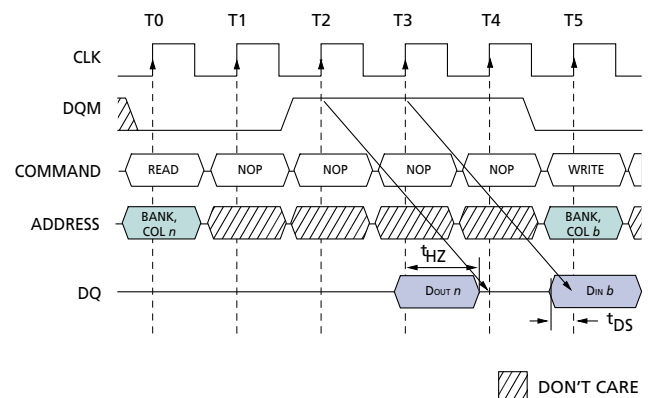 T0 T1 T2 T3 T4 T5
CLK
DQM
COMMAND READ NOP NOP NOP NOP WRITE
ADDRESS BANK, COL n BANK, COL b
tHZ
DQ DOUT n DIN b
tDS
DON'T CARE